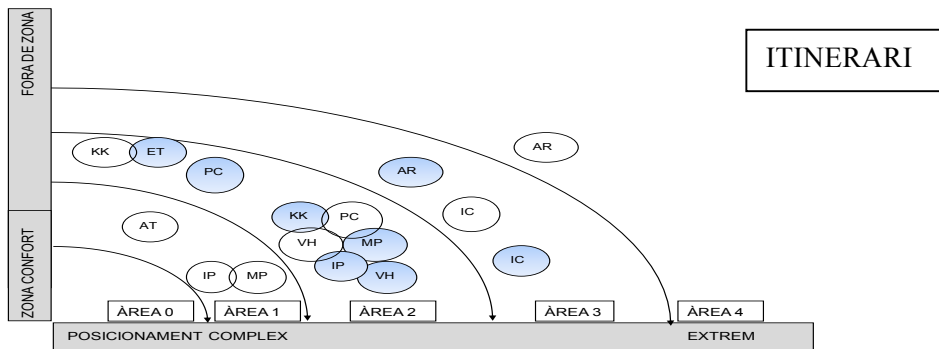 FORA DE ZONA
ITINERARI
AR
KK
ET
PC
AR
KK
PC
IC
AT
VH
MP
IC
IP
IP
MP
VH
ZONA CONFORT
ÀREA 0
ÀREA 1
ÀREA 2
ÀREA 3
ÀREA 4
POSICIONAMENT COMPLEX
EXTREM